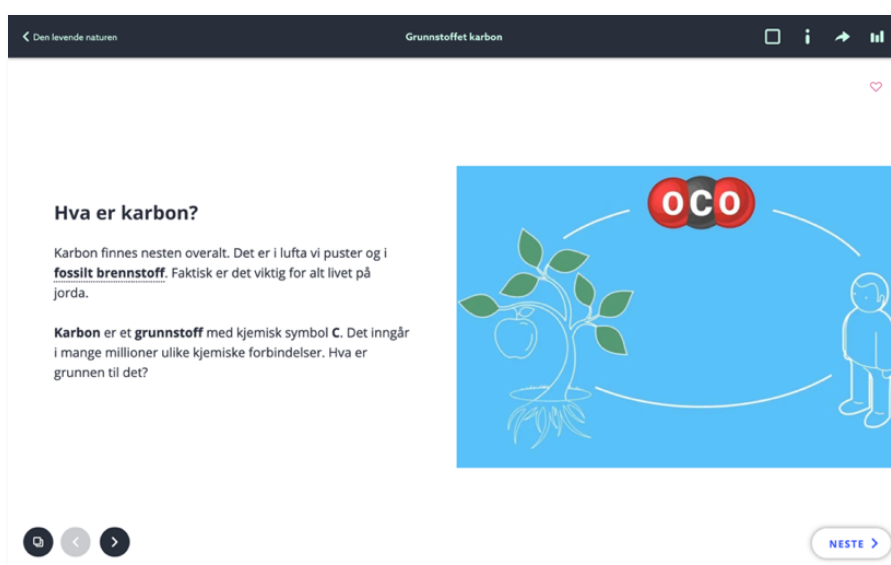 Den levende naturen
Grunnstoffet karbon
Hva er karbon?
Karbon finnes nesten overalt. Det er i lufta vi puster og i
fossilt brennstoff. Faktisk er det viktig for alt livet på
jorda.
Karbon er et grunnstoff med kjemisk symbol C. Det inngår
i mange millioner ulike kjemiske forbindelser. Hva er
grunnen til det?
OCO
NESTE